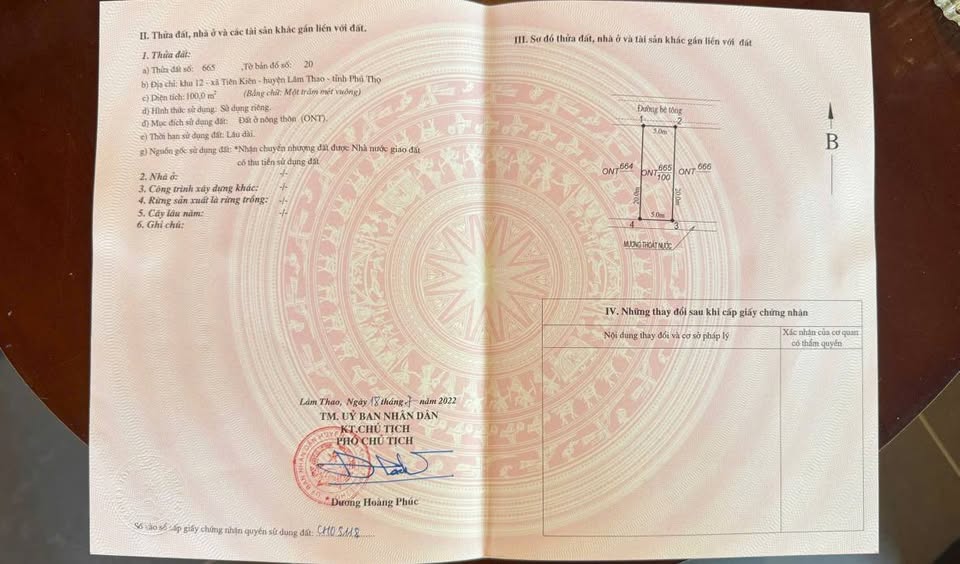 II. Thửa đất, nhà ở và các tài sản khác gắn liền với đất.
1. Thửa đất:
a) Thửa đất số: 665 ,Tờ bản đồ số: 20
b) Địa chỉ: khu 12 - xã Tiên Kiên - huyện Lâm Thao - tỉnh Phú Thọ
c) Diện tích: 100,0 m² (Bằng chữ: Một trăm mét vuông)
d) Hình thức sử dụng: Sử dụng riêng.
đ) Mục đích sử dụng đất: Đất ở nông thôn (ONT).
e) Thời hạn sử dụng đất: Lâu dài.
g) Nguồn gốc sử dụng đất: *Nhận chuyển nhượng đất được Nhà nước giao đất
có thu tiền sử dụng đất
2. Nhà ở: -/-
3. Công trình xây dựng khác: -/-
4. Rừng sản xuất là rừng trồng: -/-
5. Cây lâu năm: -/-
6. Ghi chú:
Lâm Thao, Ngày 18 tháng 7 năm 2022
TM. UỶ BAN NHÂN DÂN
KT.CHỦ TỊCH
PHÓ CHỦ TỊCH
Dương Hoàng Phúc
Số vào sổ cấp giấy chứng nhận quyền sử dụng đất: CH05118
III. Sơ đồ thửa đất, nhà ở và tài sản khác gắn liền với đất
Đường bê tông
1 2
5.0m
B
ONT 664
ONT 665 100
ONT 666
20.0m 20.0m
5.0m
4 3
MƯƠNG THOÁT NƯỚC
IV. Những thay đổi sau khi cấp giấy chứng nhận
Nội dung thay đổi và cơ sở pháp lý
Xác nhận của cơ quan
có thẩm quyền